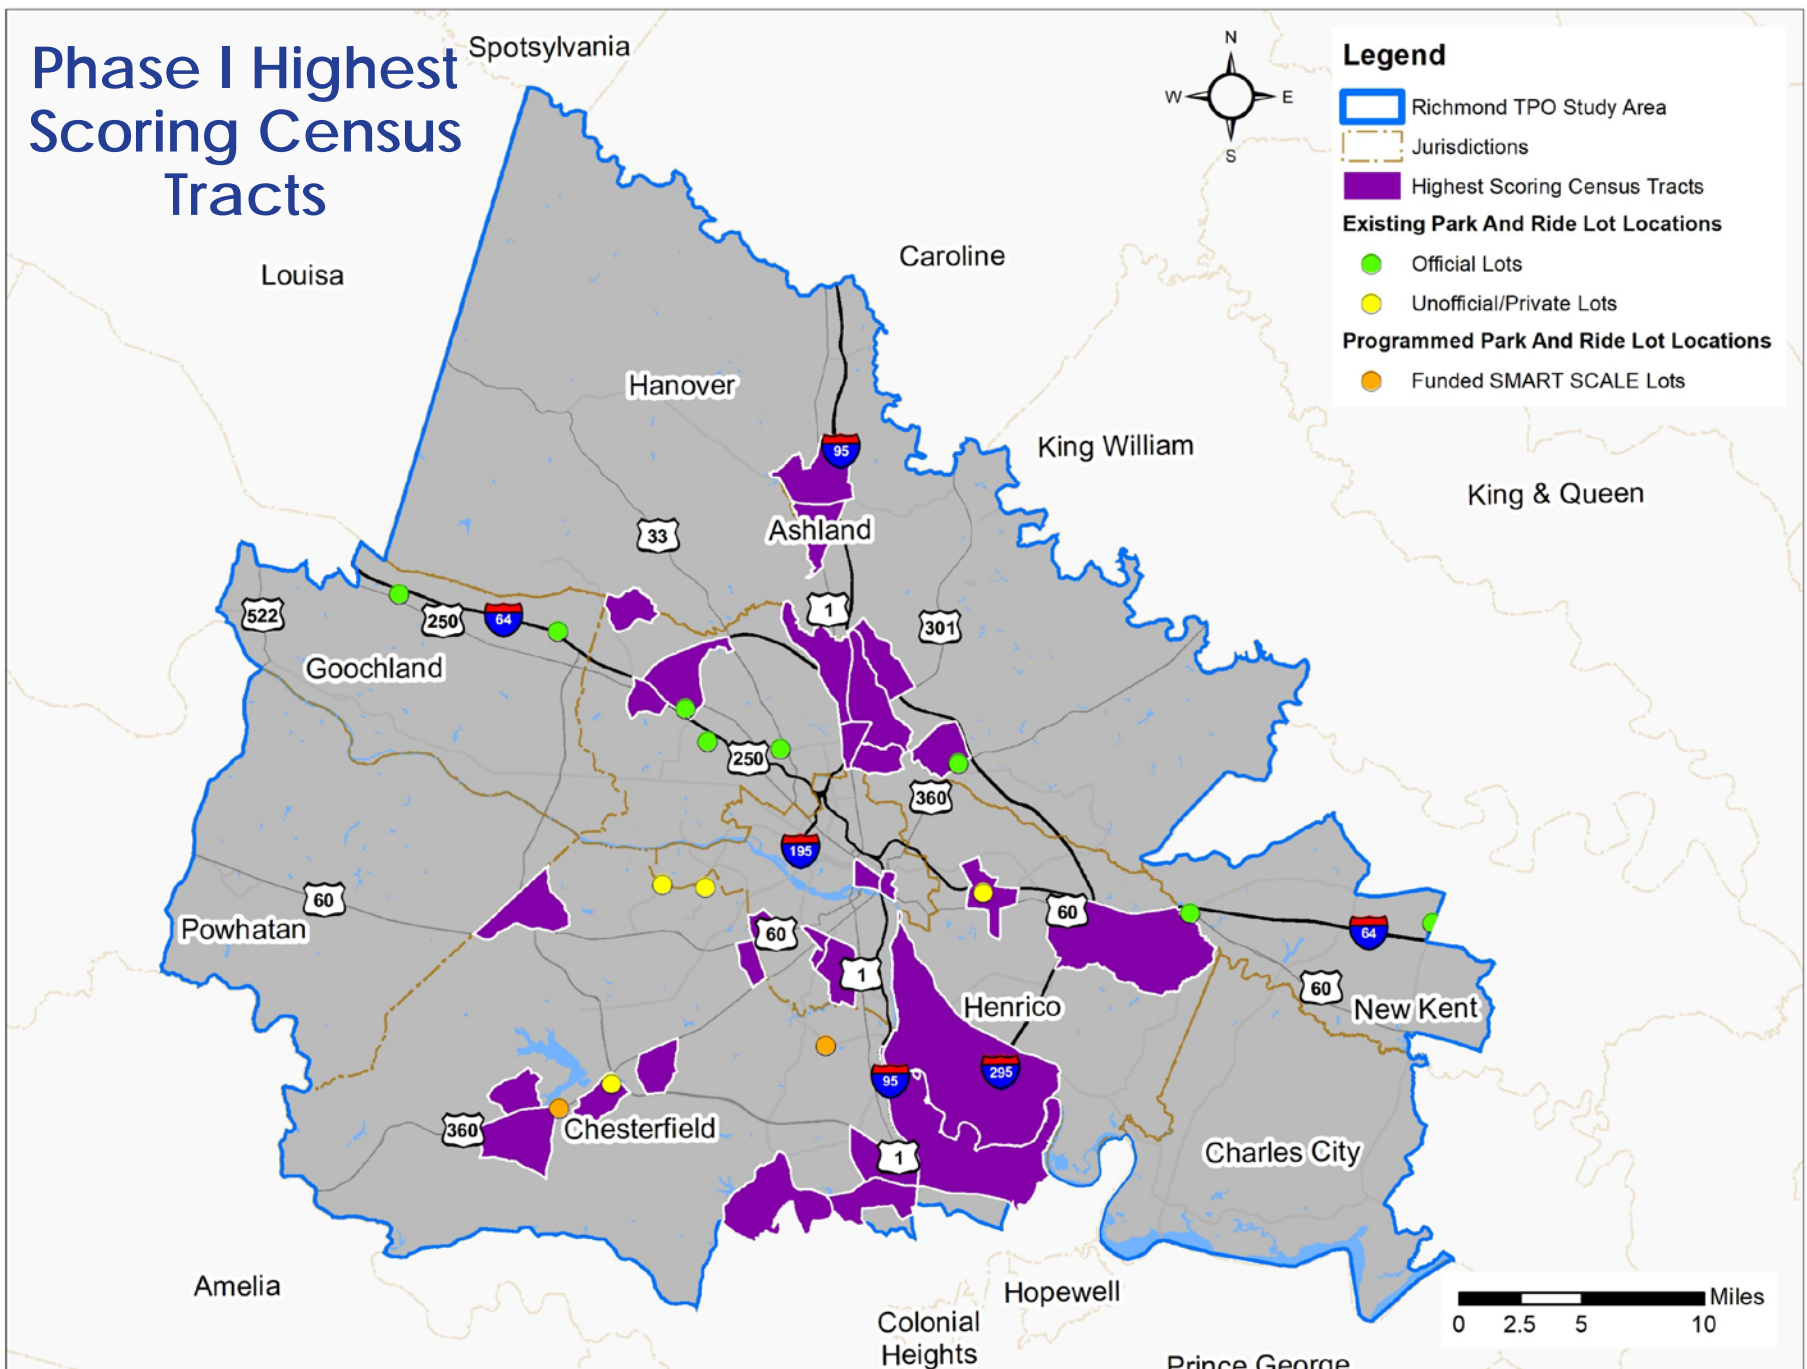 Phase I Highest
Scoring Census
Tracts
Spotsylvania
N
W
E
S
Legend
Richmond TPO Study Area
Jurisdictions
Highest Scoring Census Tracts
Existing Park And Ride Lot Locations
Official Lots
Unofficial/Private Lots
Programmed Park And Ride Lot Locations
Funded SMART SCALE Lots
Louisa
Caroline
Hanover
95
King William
King & Queen
33
Ashland
522
250
64
1
301
Goochland
250
360
195
60
60
Powhatan
60
64
1
60
Henrico
New Kent
95
295
360
Chesterfield
1
Charles City
Amelia
Hopewell
Colonial
Heights
Prince George
Miles
0
2.5
5
10